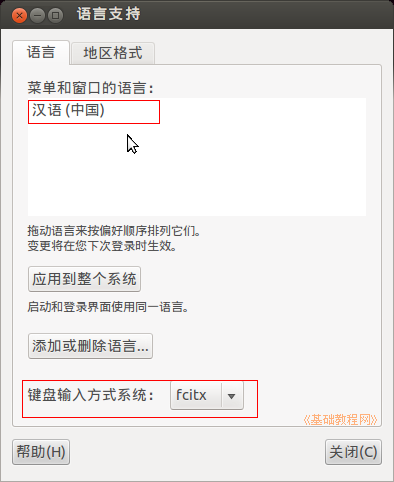 语言支持
语言 地区格式
菜单和窗口的语言：
汉语 (中国)
拖动语言来按偏好顺序排列它们。
变更将在您下次登录时生效。
应用到整个系统
启动和登录界面使用同一语言。
添加或删除语言...
键盘输入方式系统： fcitx
《基础教程网》
帮助(H) 关闭(C)